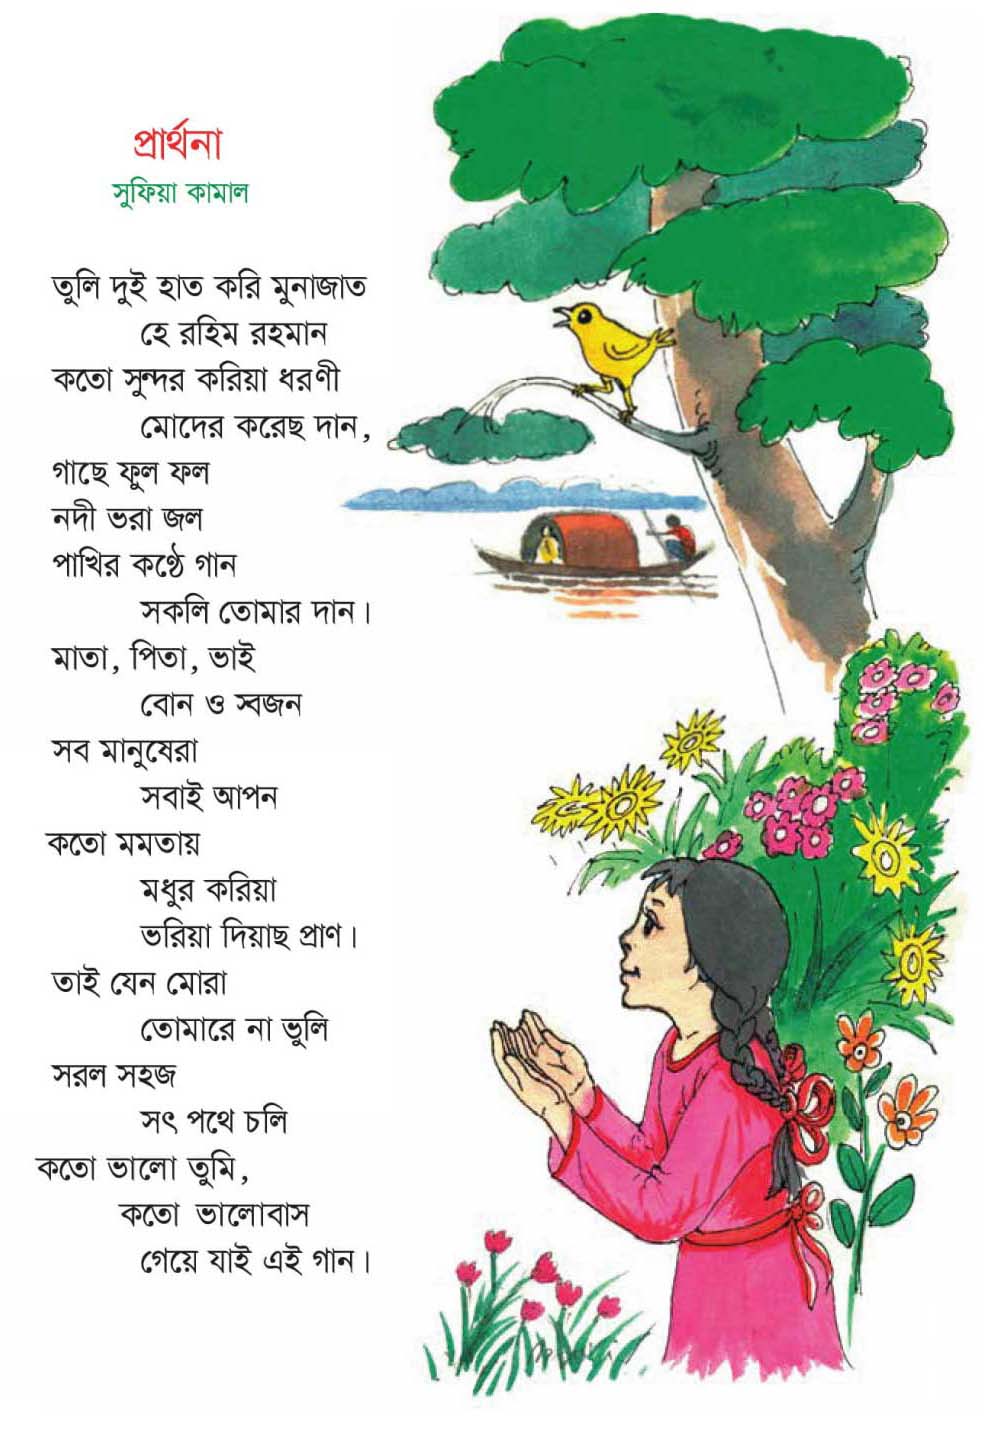 প্রার্থনা
সুফিয়া কামাল
তুলি দুই হাত করি মুনাজাত
হে রহিম রহমান
কতো সুন্দর করিয়া ধরণী
মোদের করেছ দান,
গাছে ফুল ফল
নদী ভরা জল
পাখির কণ্ঠে গান
সকলি তোমার দান।
মাতা, পিতা, ভাই
বোন ও স্বজন
সব মানুষেরা
সবাই আপন
কতো মমতায়
মধুর করিয়া
ভরিয়া দিয়াছ প্রাণ।
তাই যেন মোরা
তোমারে না ভুলি
সরল সহজ
সৎ পথে চলি
কতো ভালো তুমি,
কতো ভালোবাস
গেয়ে যাই এই গান।